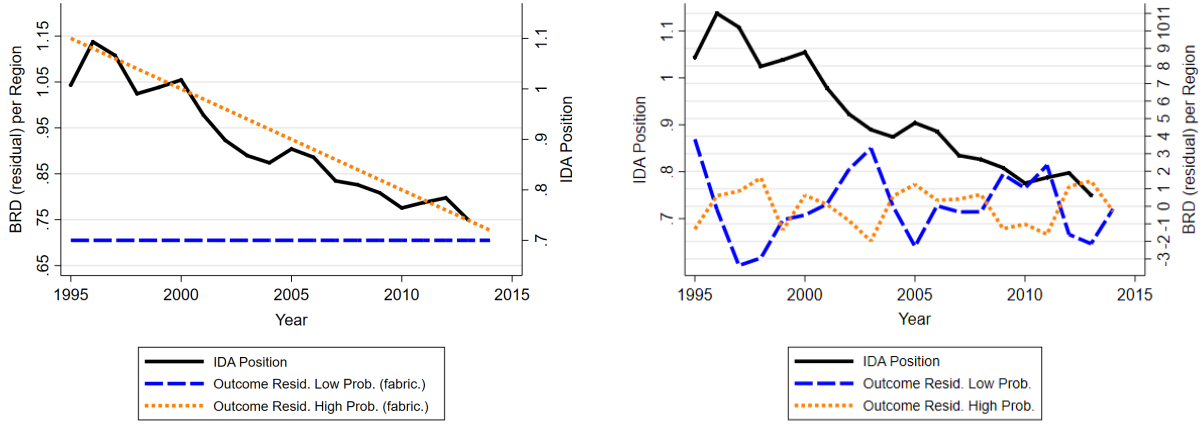 BRD (residual) per Region
65 75 85 95 1.05 1.15
1995 2000 2005 2010 2015
Year
.7 .8 .9 1 1.1
IDA Position
IDA Position
Outcome Resid. Low Prob. (fabric.)
Outcome Resid. High Prob. (fabric.)
IDA Position
.7 .8 .9 1 1.1
1995 2000 2005 2010 2015
Year
-3 -2 -1 0 1 2 3 4 5 6 7 8 9 10 11
BRD (residual) per Region
IDA Position
Outcome Resid. Low Prob.
Outcome Resid. High Prob.